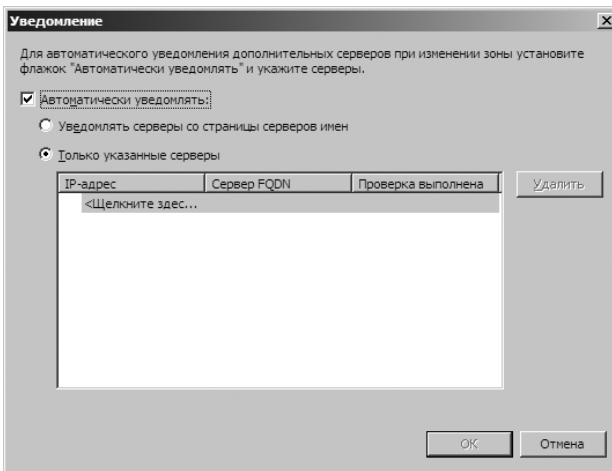 Уведомление
Для автоматического уведомления дополнительных серверов при изменении зоны установите
флажок "Автоматически уведомлять" и укажите серверы.
Автоматически уведомлять:
Уведомлять серверы со страницы серверов имен
Только указанные серверы
IP-адрес Сервер FQDN Проверка выполнена Удалить
<Щелкните здес...
ОК Отмена